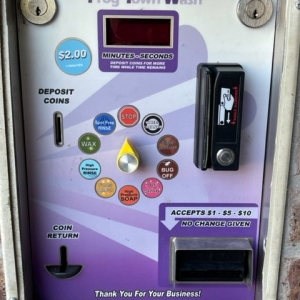 Frog Town Wash
$2.00
MINUTES - SECONDS
DEPOSIT COINS FOR MORE
TIME WHILE TIME REMAINING
DEPOSIT
COINS
STOP
Spot Free
RINSE
WAX
High
Pressure
RINSE
High
Pressure
SOAP
BUG
OFF
COIN
RETURN
ACCEPTS $1 - $5 - $10
NO CHANGE GIVEN
Thank You For Your Business!